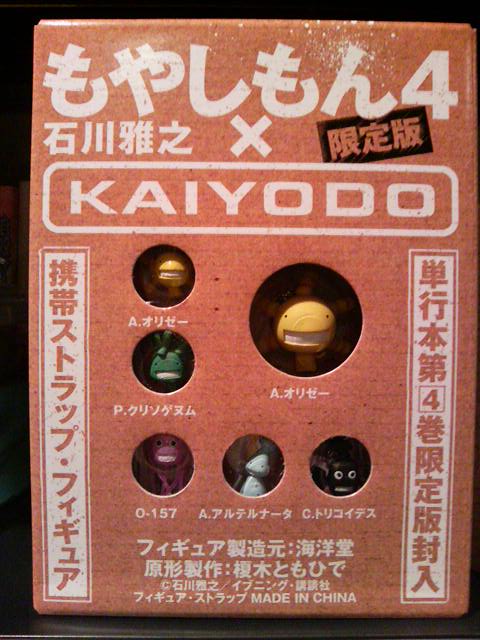 もやしもん4
石川雅之 ×
限定版
KAIYODO
携帯ストラップ・フィギュア
単行本第4巻限定版封入
A.オリゼー
A.オリゼー
P.クリソゲヌム
O-157
A.アルテルナータ
C.トリコイデス
フィギュア製造元:海洋堂
原形製作:榎木ともひで
©石川雅之/イブニング・講談社
フィギュア・ストラップ MADE IN CHINA